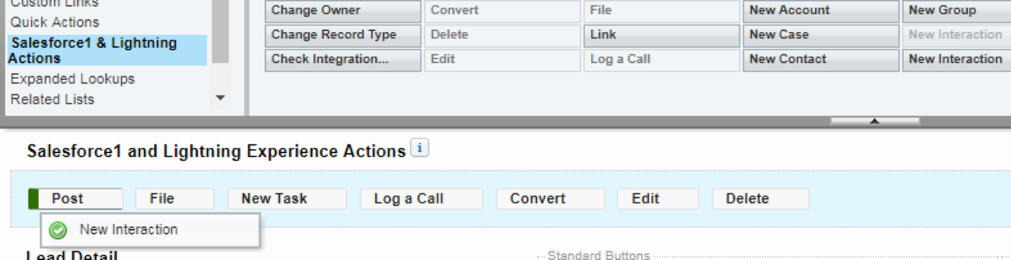 Custom Links
Quick Actions
Salesforce1 & Lightning
Actions
Expanded Lookups
Related Lists
Change Owner Convert File New Account New Group
Change Record Type Delete Link New Case New Interaction
Check Integration... Edit Log a Call New Contact New Interaction
Salesforce1 and Lightning Experience Actions i
Post File New Task Log a Call Convert Edit Delete
New Interaction
Lead Detail
Standard Buttons